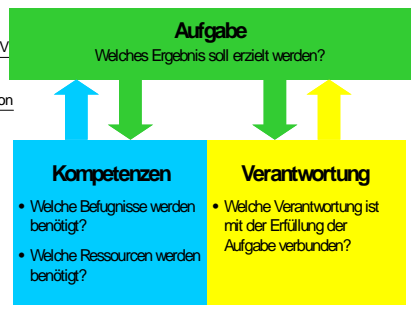 Aufgabe
V
Welches Ergebnis soll erzielt werden?
on
Kompetenzen
• Welche Befugnisse werden
benötigt?
• Welche Ressourcen werden
benötigt?
Verantwortung
• Welche Verantwortung ist
mit der Erfüllung der
Aufgabe verbunden?